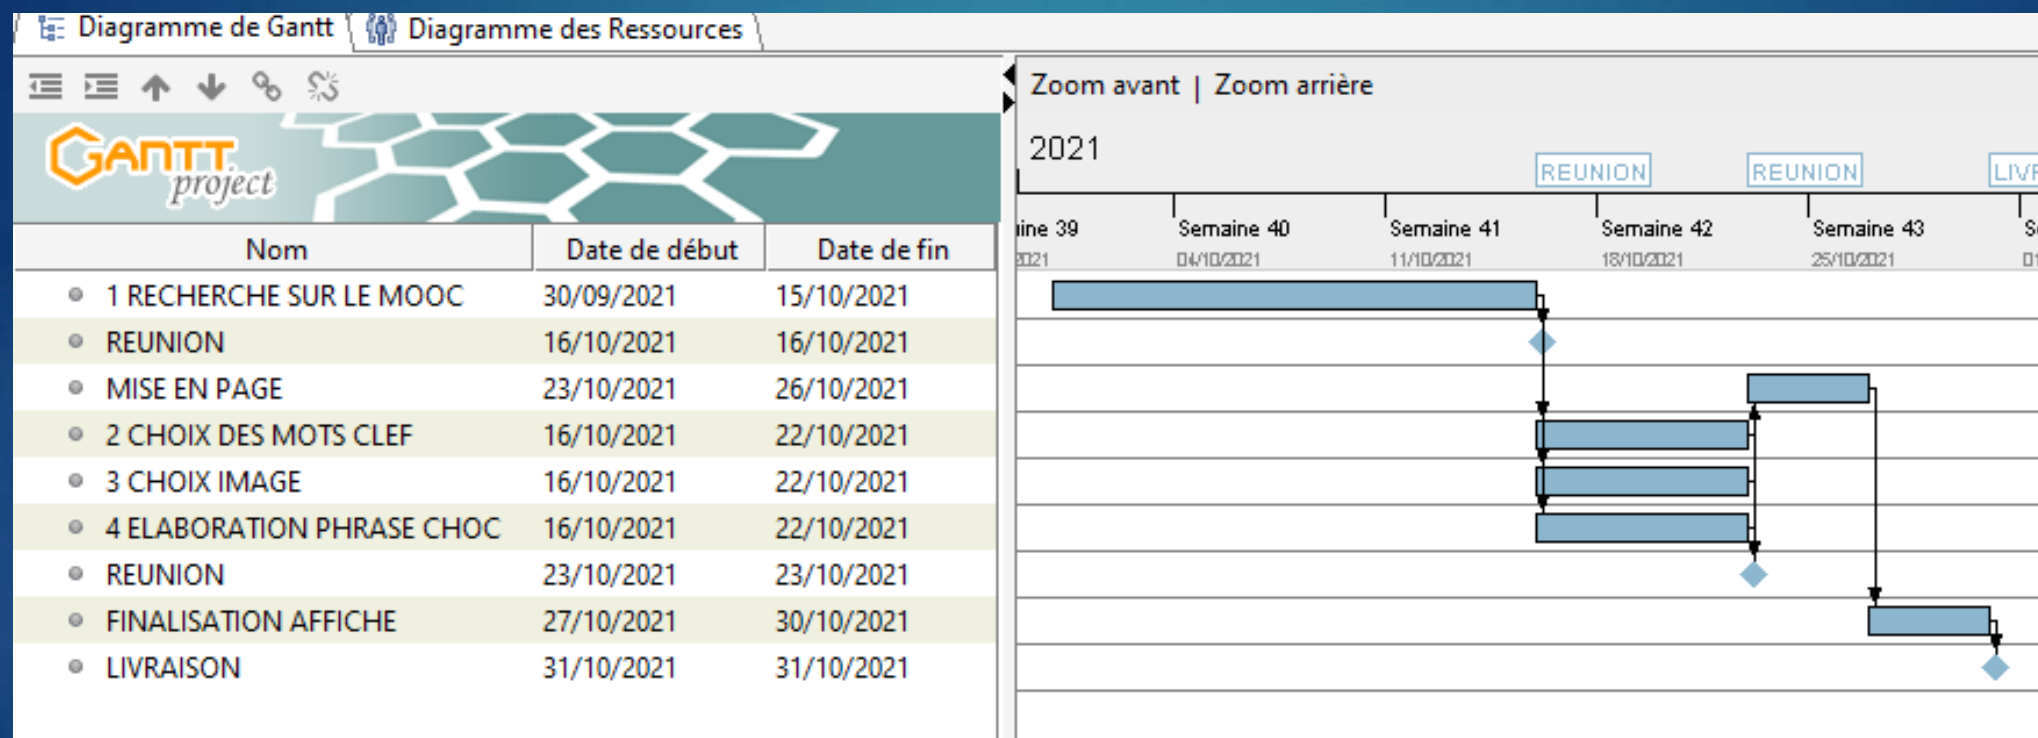 Diagramme de Gantt Diagramme des Ressources
Zoom avant | Zoom arrière
GANTT project
2021
REUNION REUNION LIVR
ine 39 Semaine 40 Semaine 41 Semaine 42 Semaine 43
2021 04/10/2021 11/10/2021 18/10/2021 25/10/2021 01
Nom Date de début Date de fin
1 RECHERCHE SUR LE MOOC 30/09/2021 15/10/2021
REUNION 16/10/2021 16/10/2021
MISE EN PAGE 23/10/2021 26/10/2021
2 CHOIX DES MOTS CLEF 16/10/2021 22/10/2021
3 CHOIX IMAGE 16/10/2021 22/10/2021
4 ELABORATION PHRASE CHOC 16/10/2021 22/10/2021
REUNION 23/10/2021 23/10/2021
FINALISATION AFFICHE 27/10/2021 30/10/2021
LIVRAISON 31/10/2021 31/10/2021